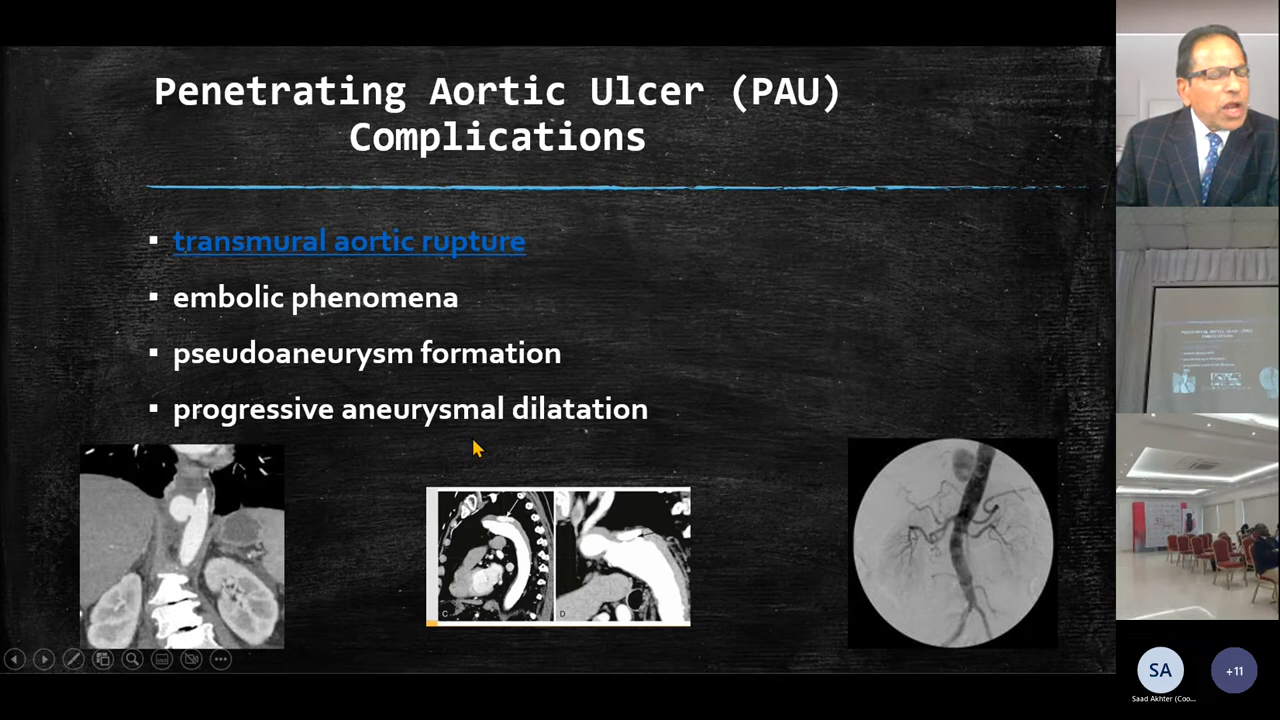 Penetrating Aortic Ulcer (PAU)
Complications
transmural aortic rupture
embolic phenomena
pseudoaneurysm formation
progressive aneurysmal dilatation
C
D
SA
+11
Saad Akhter (Coo...